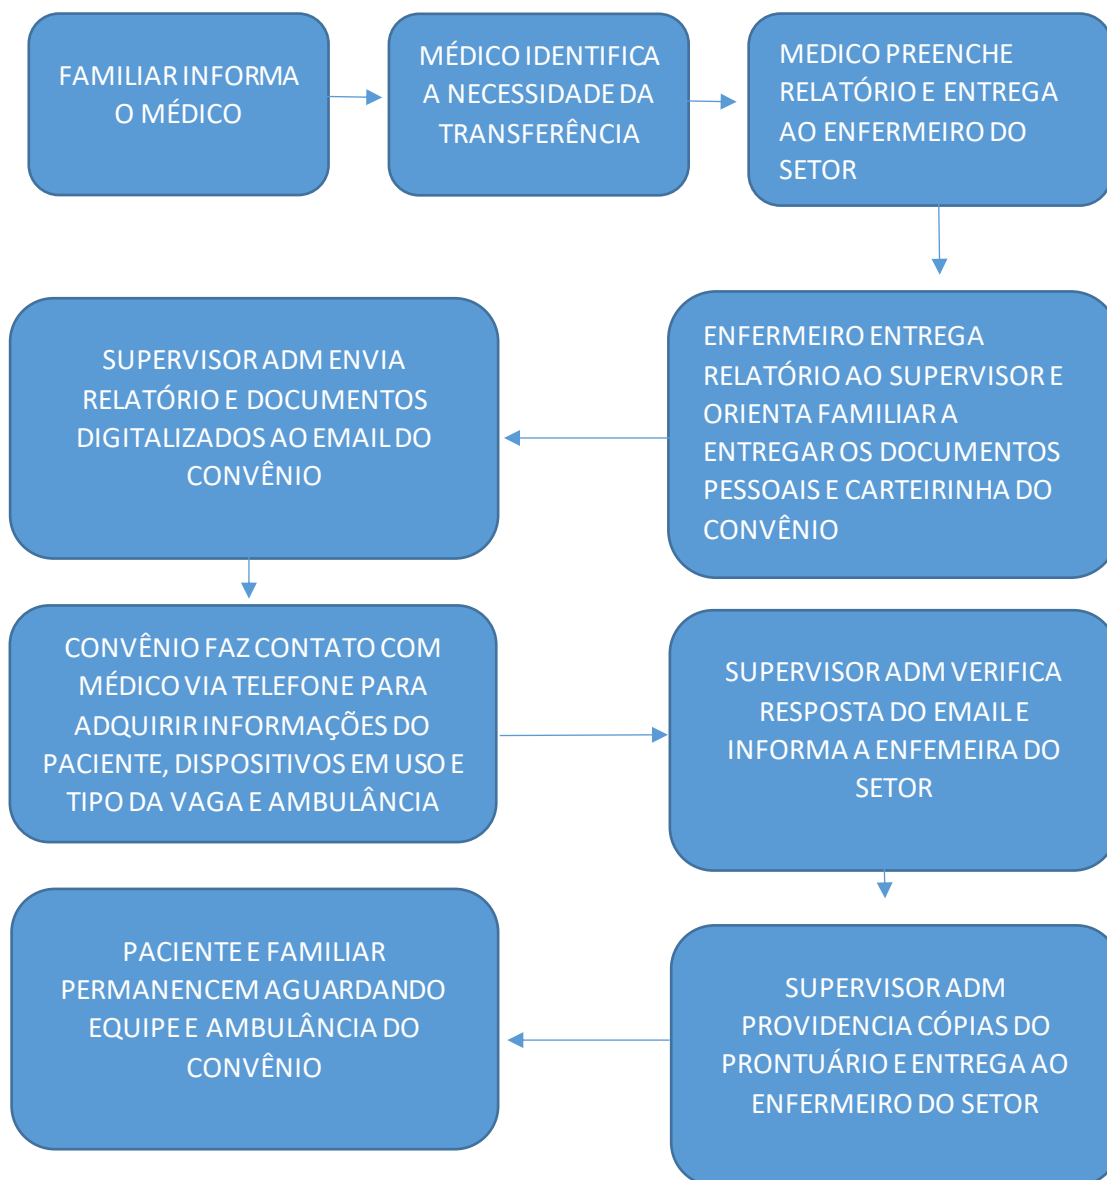 FAMILIAR INFORMA
O MÉDICO
MÉDICO IDENTIFICA
A NECESSIDADE DA
TRANSFERÊNCIA
MEDICO PREENCHE
RELATÓRIO E ENTREGA
AO ENFERMEIRO DO
SETOR
ENFERMEIRO ENTREGA
RELATÓRIO AO SUPERVISOR E
ORIENTA FAMILIAR A
ENTREGAR OS DOCUMENTOS
PESSOAIS E CARTEIRINHA DO
CONVÊNIO
SUPERVISOR ADM ENVIA
RELATÓRIO E DOCUMENTOS
DIGITALIZADOS AO EMAIL DO
CONVÊNIO
CONVÊNIO FAZ CONTATO COM
MÉDICO VIA TELEFONE PARA
ADQUIRIR INFORMAÇÕES DO
PACIENTE, DISPOSITIVOS EM USO E
TIPO DA VAGA E AMBULÂNCIA
SUPERVISOR ADM VERIFICA
RESPOSTA DO EMAIL E
INFORMA A ENFEMEIRA DO
SETOR
SUPERVISOR ADM
PROVIDENCIA CÓPIAS DO
PRONTUÁRIO E ENTREGA AO
ENFERMEIRO DO SETOR
PACIENTE E FAMILIAR
PERMANENCEM AGUARDANDO
EQUIPE E AMBULÂNCIA DO
CONVÊNIO